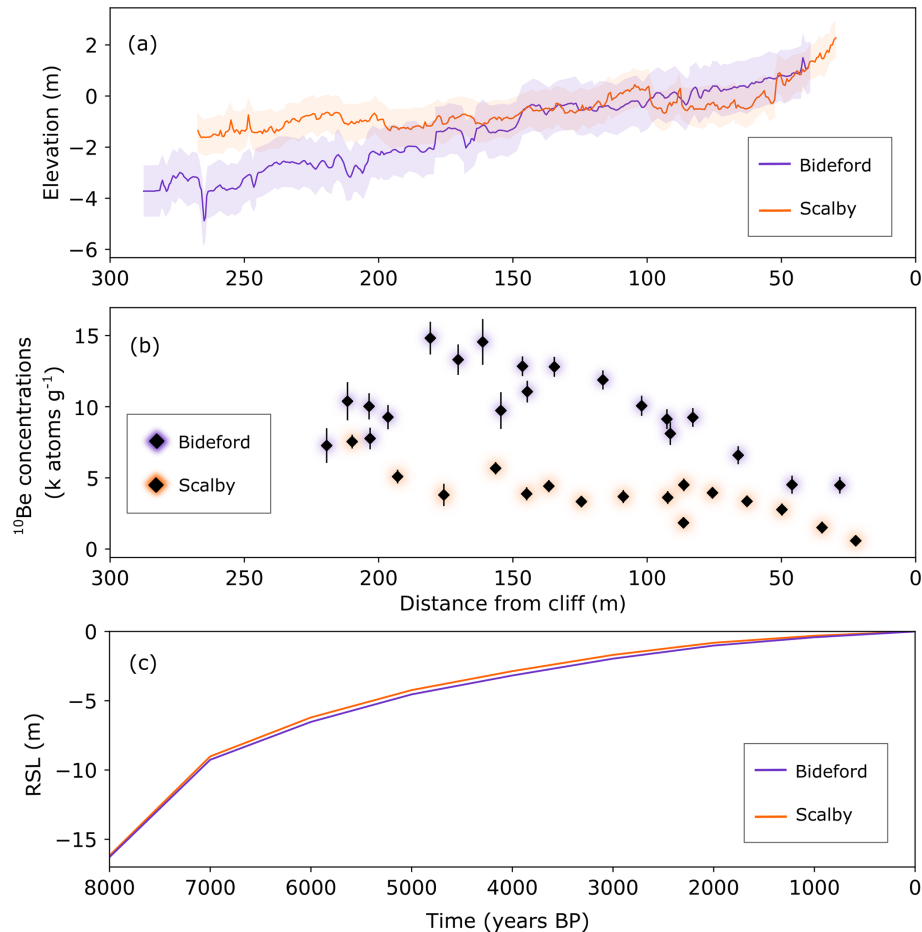 (a)
Elevation (m)
2
0
−2
−4
−6
Bideford
Scalby
300 250 200 150 100 50 0
(b)
¹⁰Be concentrations
(k atoms g⁻¹)
15
10
5
0
Bideford
Scalby
300 250 200 150 100 50 0
Distance from cliff (m)
(c)
RSL (m)
0
−5
−10
−15
Bideford
Scalby
8000 7000 6000 5000 4000 3000 2000 1000 0
Time (years BP)